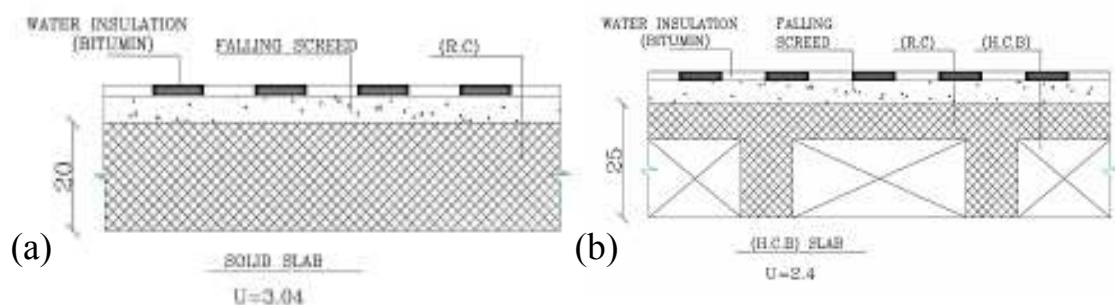 WATER INSULATION
(BITUMIN)
FALLING SCREED
(R.C)
20
(a)
SOLID SLAB
U=3.04
WATER INSULATION
(BITUMIN)
FALLING
SCREED
(R.C)
(H.C.B)
25
(b)
(H.C.B) SLAB
U=2.4